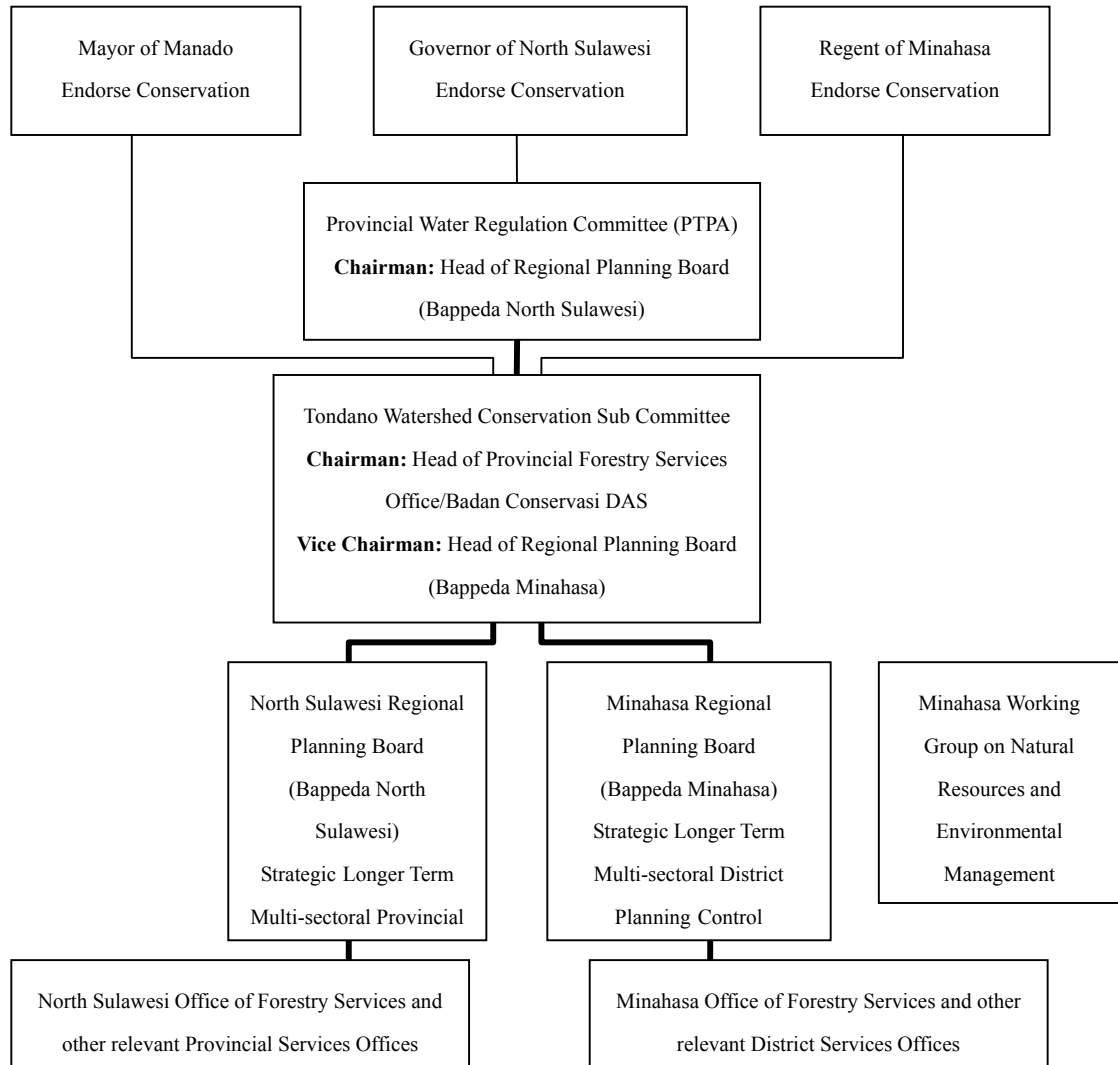 Mayor of Manado
Endorse Conservation
Governor of North Sulawesi
Endorse Conservation
Regent of Minahasa
Endorse Conservation
Provincial Water Regulation Committee (PTPA)
Chairman: Head of Regional Planning Board
(Bappeda North Sulawesi)
Tondano Watershed Conservation Sub Committee
Chairman: Head of Provincial Forestry Services
Office/Badan Conservasi DAS
Vice Chairman: Head of Regional Planning Board
(Bappeda Minahasa)
North Sulawesi Regional
Planning Board
(Bappeda North
Sulawesi)
Strategic Longer Term
Multi-sectoral Provincial
Minahasa Regional
Planning Board
(Bappeda Minahasa)
Strategic Longer Term
Multi-sectoral District
Planning Control
Minahasa Working
Group on Natural
Resources and
Environmental
Management
North Sulawesi Office of Forestry Services and
other relevant Provincial Services Offices
Minahasa Office of Forestry Services and other
relevant District Services Offices